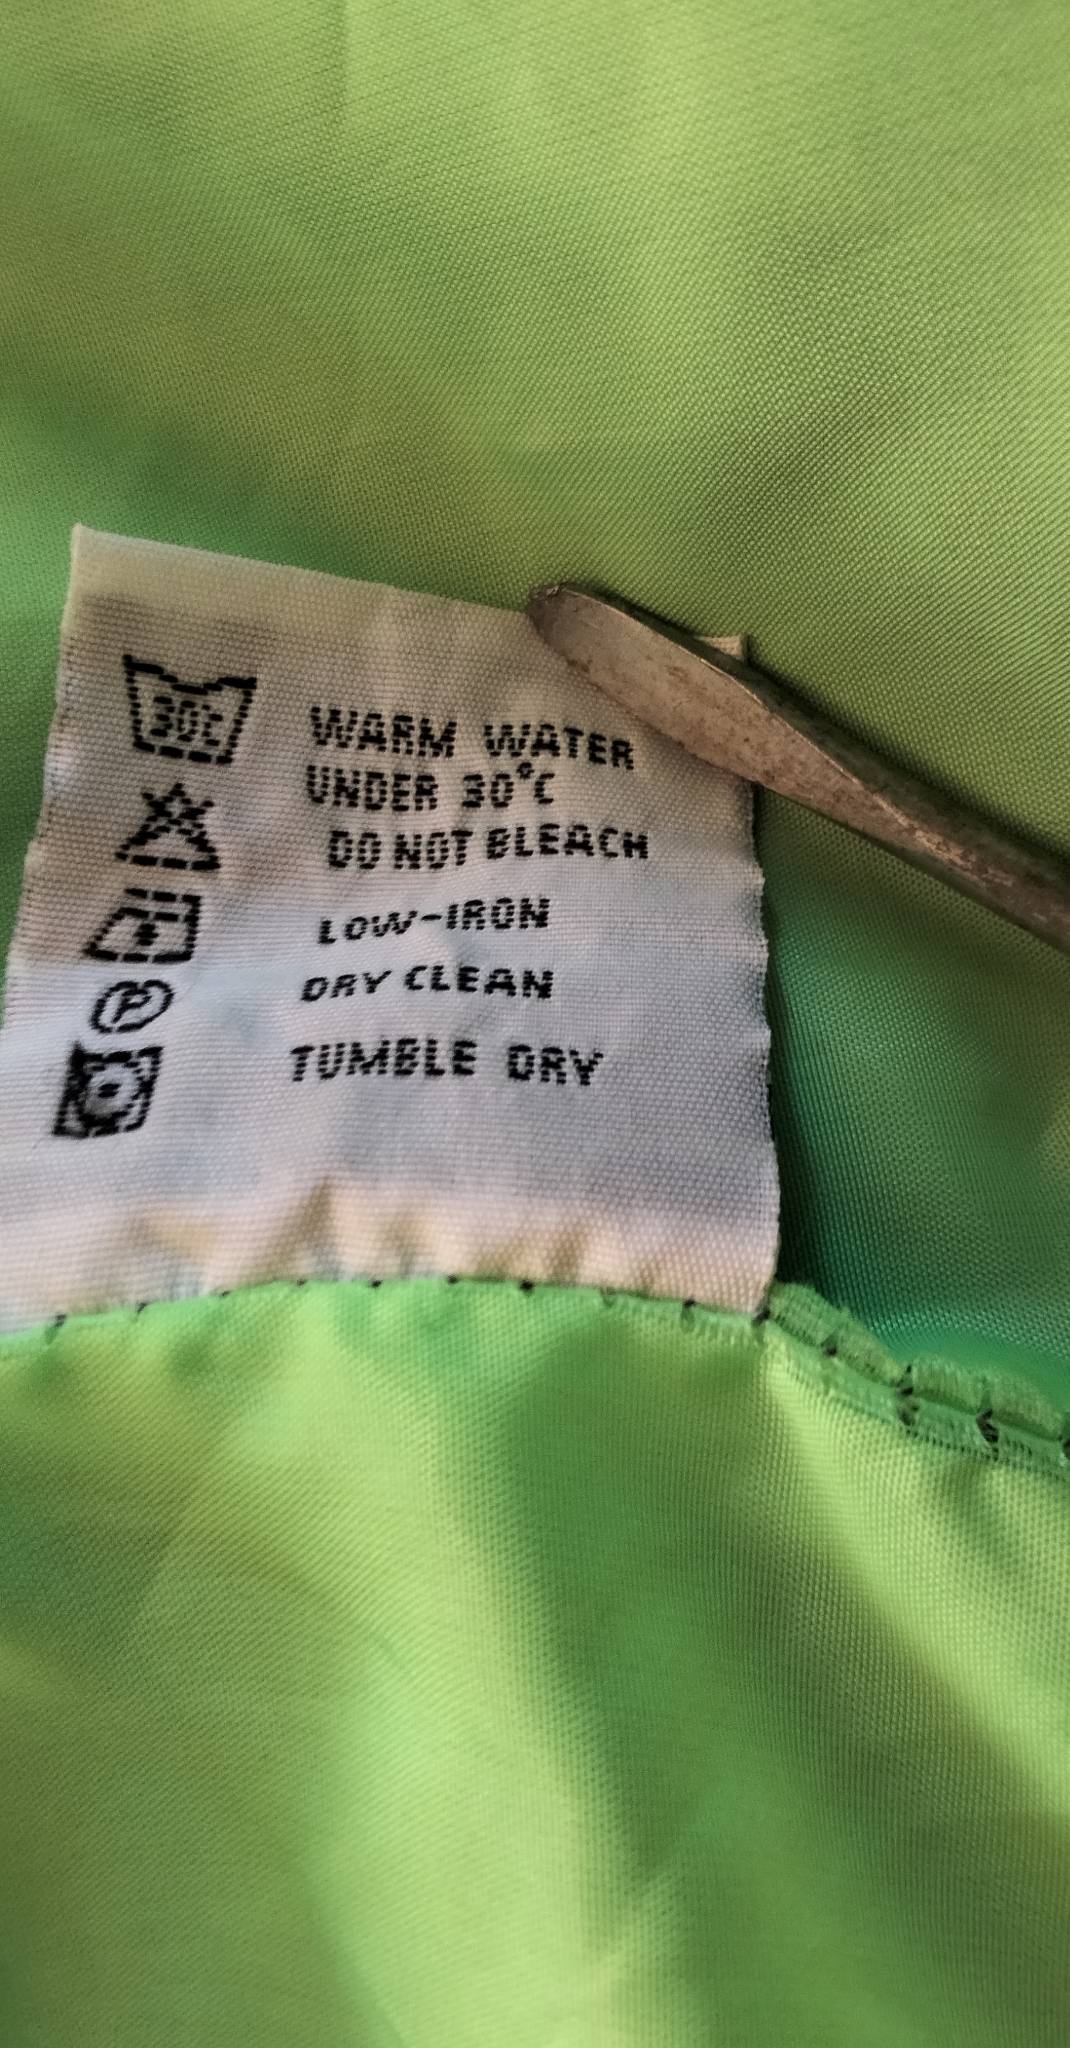 30℃
WARM WATER
UNDER 30°C
DO NOT BLEACH
LOW-IRON
P
DRY CLEAN
TUMBLE DRY